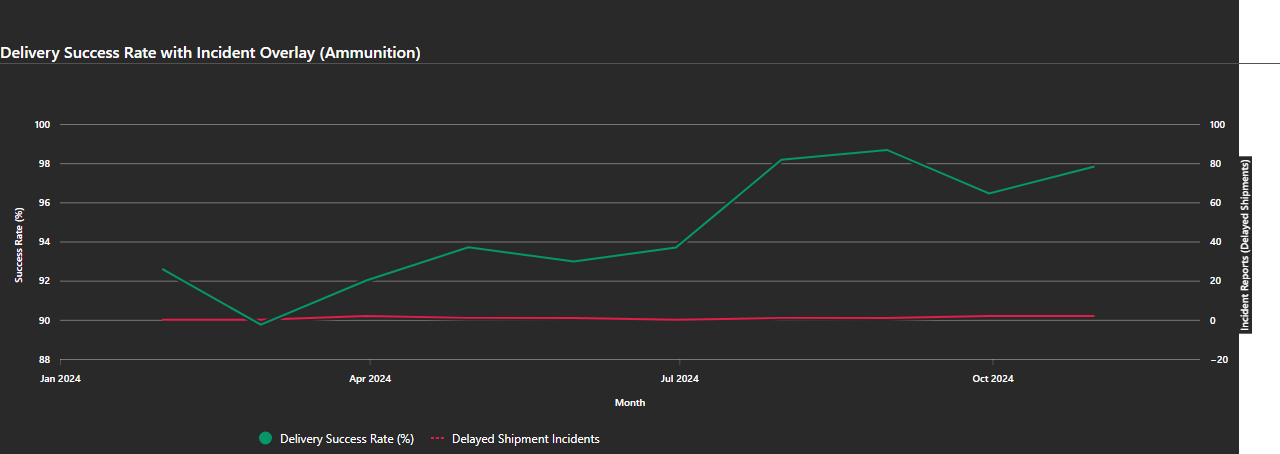 Delivery Success Rate with Incident Overlay (Ammunition)
100
98
96
94
92
90
88
Success Rate (%)
100
80
60
40
20
0
−20
Incident Reports (Delayed Shipments)
Jan 2024
Apr 2024
Jul 2024
Oct 2024
Month
Delivery Success Rate (%)
Delayed Shipment Incidents